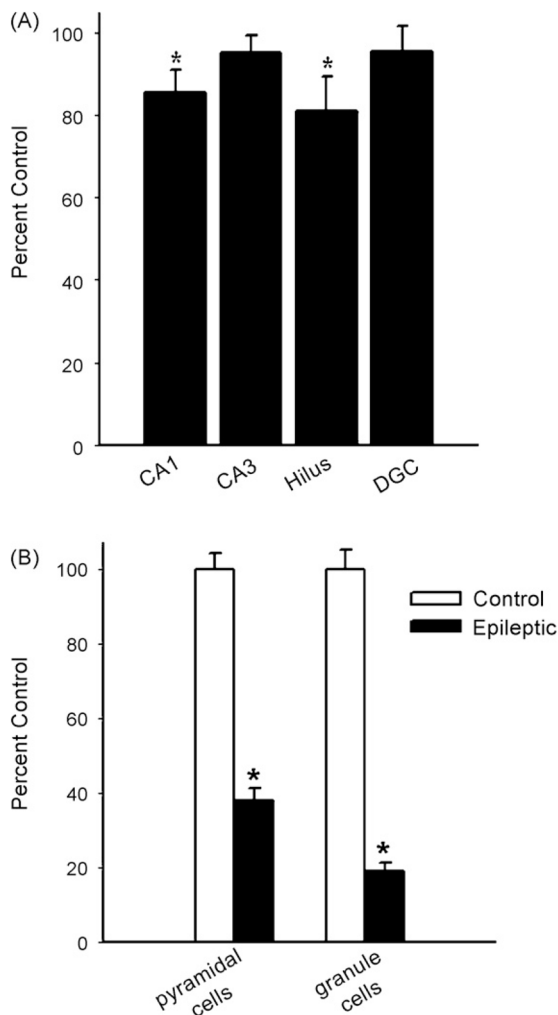 (A)
Percent Control
100
80
60
40
20
0
*
*
CA1
CA3
Hilus
DGC
(B)
Percent Control
100
80
60
40
20
0
Control
Epileptic
*
*
pyramidal
cells
granule
cells